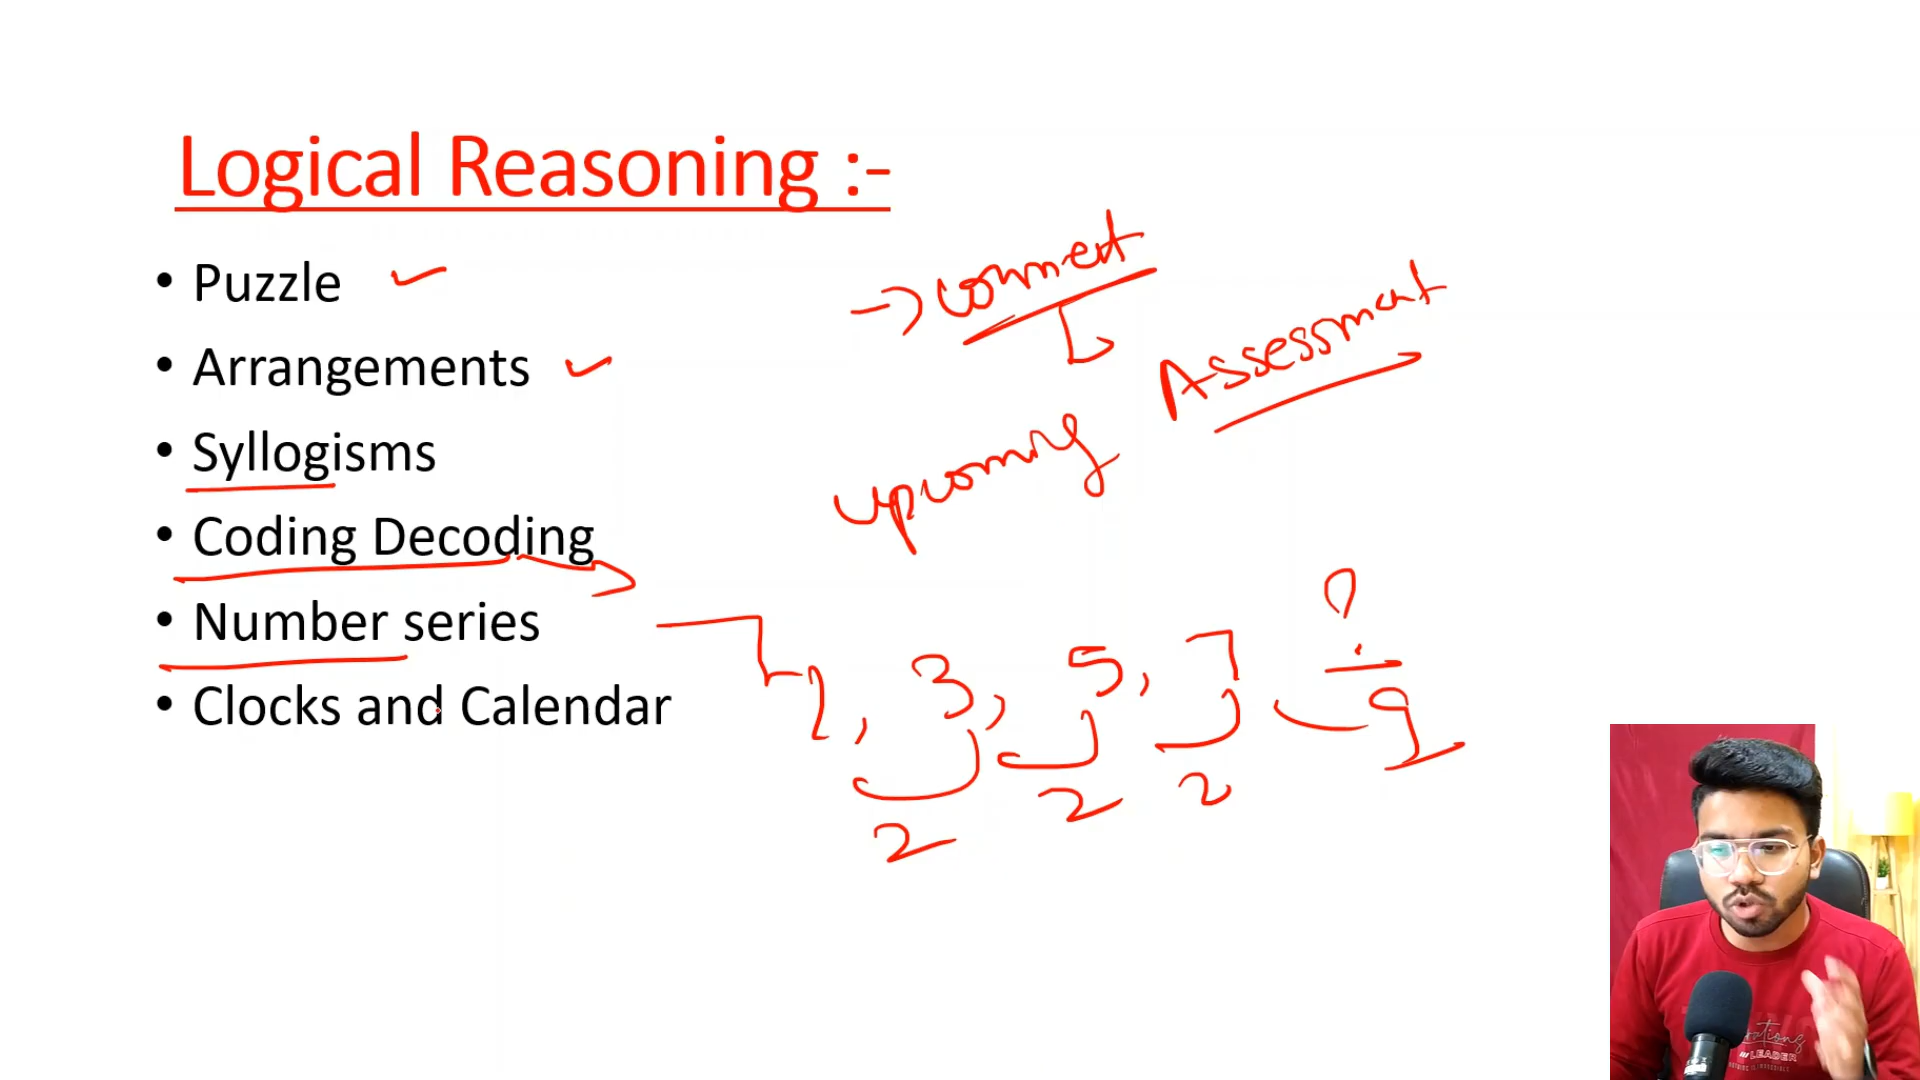 Logical Reasoning :-
• Puzzle
• Arrangements
• Syllogisms
• Coding Decoding
• Number series
• Clocks and Calendar
→ comment
Assessment
upcoming
?
1, 3, 5, 7
9
2 2 2
LEADER